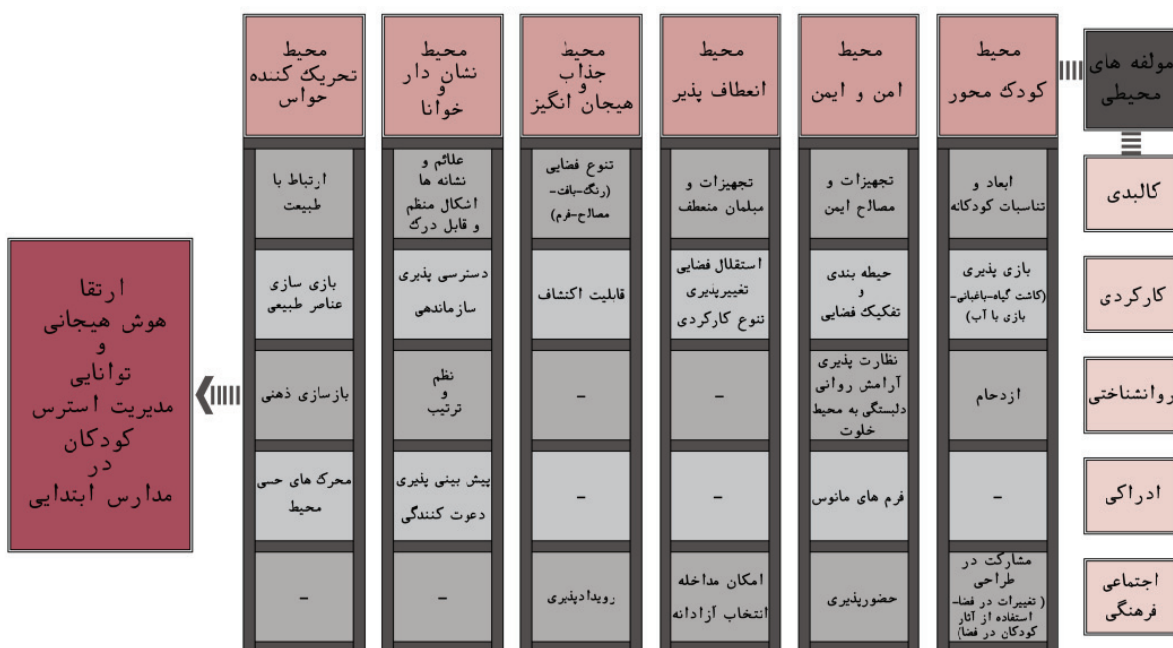 مولفه های
محیطی
محیط
کودک محور
محیط
امن و ایمن
محیط
انعطاف پذیر
محیط
جذاب
و
هیجان انگیز
محیط
نشان دار
و
خوانا
محیط
تحریک کننده
حواس
کالبدی
ابعاد و
تناسبات کودکانه
تجهیزات و
مصالح ایمن
تجهیزات و
مبلمان منعطف
تنوع فضایی
(رنگ-بافت-
مصالح-فرم)
علائم و
نشانه ها
اشکال منظم
و قابل درک
ارتباط با
طبیعت
کارکردی
بازی پذیری
(کاشت گیاه-باغبانی-
بازی با آب)
حیطه بندی
و
تفکیک فضایی
استقلال فضایی
تغییرپذیری
تنوع کارکردی
قابلیت اکتشاف
دسترسی پذیری
سازماندهی
بازی سازی
عناصر طبیعی
روانشناختی
ازدحام
نظارت پذیری
آرامش روانی
دلبستگی به محیط
خلوت
-
-
نظم
و
ترتیب
بازسازی ذهنی
ادراکی
-
فرم های مانوس
-
-
پیش بینی پذیری
دعوت کنندگی
محرک های حسی
محیط
اجتماعی
فرهنگی
مشارکت در
طراحی
( تغییرات در فضا-
استفاده از آثار
کودکان در فضا)
حضورپذیری
امکان مداخله
انتخاب آزادانه
رویدادپذیری
-
-
ارتقا
هوش هیجانی
و
توانایی
مدیریت استرس
کودکان
در
مدارس ابتدایی